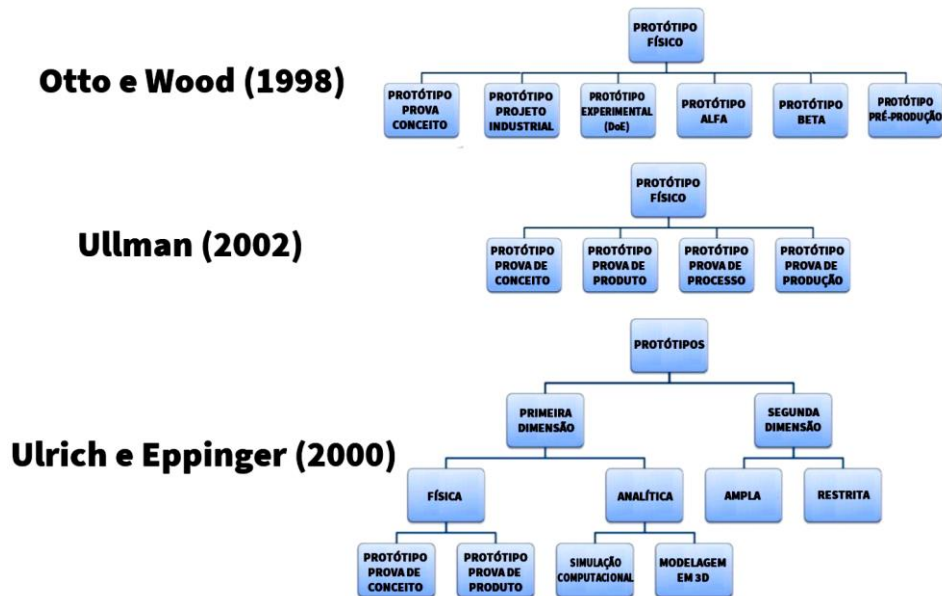 Otto e Wood (1998)
PROTÓTIPO
FÍSICO
PROTÓTIPO
PROVA
CONCEITO
PROTÓTIPO
PROJETO
INDUSTRIAL
PROTÓTIPO
EXPERIMENTAL
(DoE)
PROTÓTIPO
ALFA
PROTÓTIPO
BETA
PROTÓTIPO
PRÉ-PRODUÇÃO
Ullman (2002)
PROTÓTIPO
FÍSICO
PROTÓTIPO
PROVA DE
CONCEITO
PROTÓTIPO
PROVA DE
PRODUTO
PROTÓTIPO
PROVA DE
PROCESSO
PROTÓTIPO
PROVA DE
PRODUÇÃO
Ulrich e Eppinger (2000)
PROTÓTIPOS
PRIMEIRA
DIMENSÃO
SEGUNDA
DIMENSÃO
FÍSICA
ANALÍTICA
AMPLA
RESTRITA
PROTÓTIPO
PROVA DE
CONCEITO
PROTÓTIPO
PROVA DE
PRODUTO
SIMULAÇÃO
COMPUTACIONAL
MODELAGEM
EM 3D